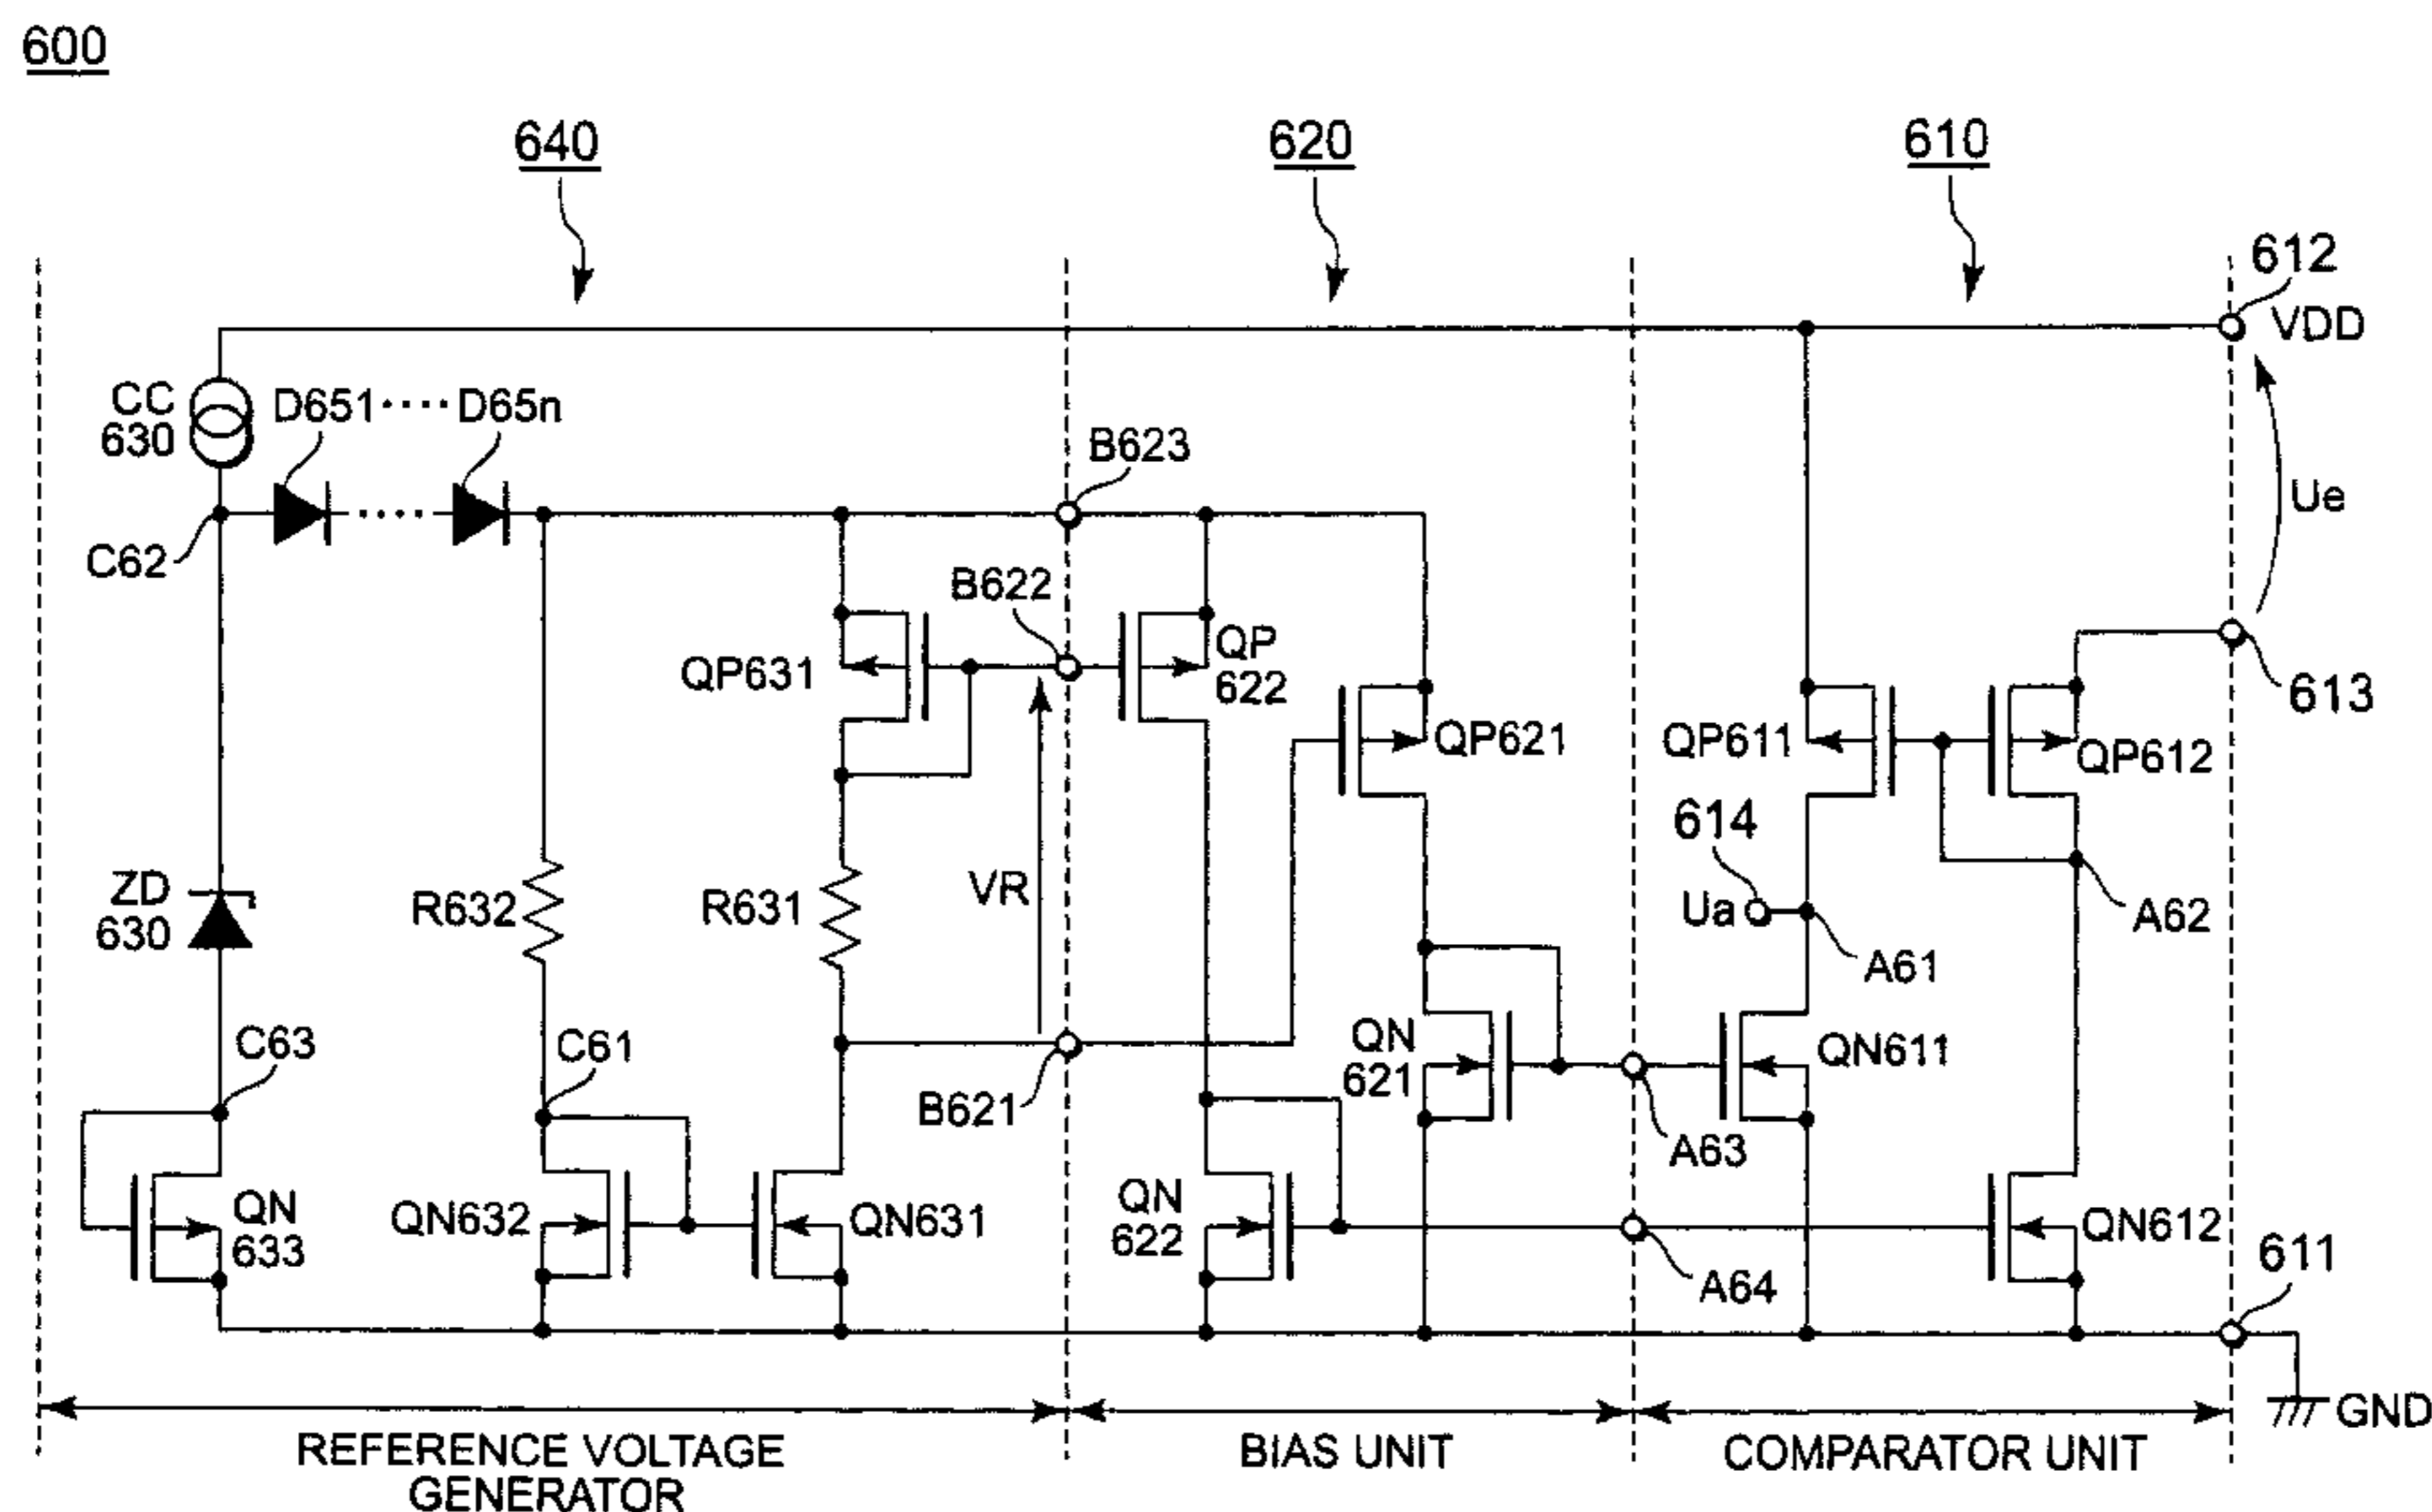 600
640
620
610
612
VDD
CC
630
D651
D65n
B623
Ue
C62
B622
QP631
QP
622
QP621
QP611
QP612
613
614
Ua
A61
A62
ZD
630
R632
R631
VR
C63
C61
B621
QN
621
QN611
A63
QN
633
QN632
QN631
QN
622
QN612
A64
611
GND
REFERENCE VOLTAGE
GENERATOR
BIAS UNIT
COMPARATOR UNIT